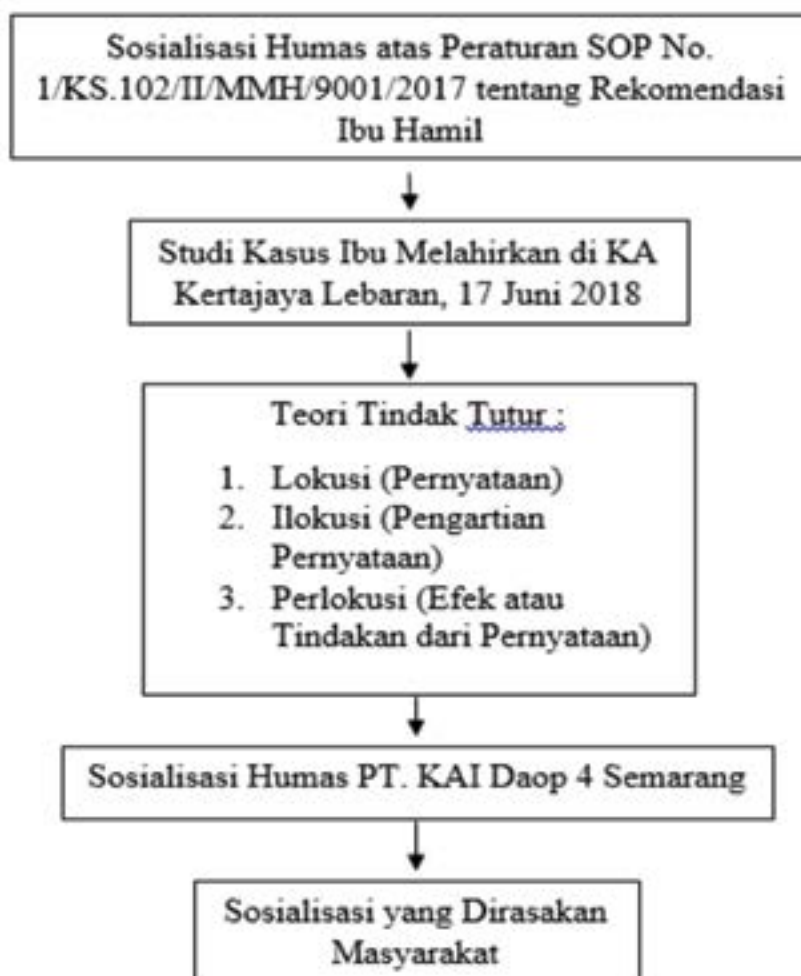 Sosialisasi Humas atas Peraturan SOP No.
1/KS.102/II/MMH/9001/2017 tentang Rekomendasi
Ibu Hamil
Studi Kasus Ibu Melahirkan di KA
Kertajaya Lebaran, 17 Juni 2018
Teori Tindak Tutur :
1. Lokusi (Pernyataan)
2. Ilokusi (Pengartian
Pernyataan)
3. Perlokusi (Efek atau
Tindakan dari Pernyataan)
Sosialisasi Humas PT. KAI Daop 4 Semarang
Sosialisasi yang Dirasakan
Masyarakat